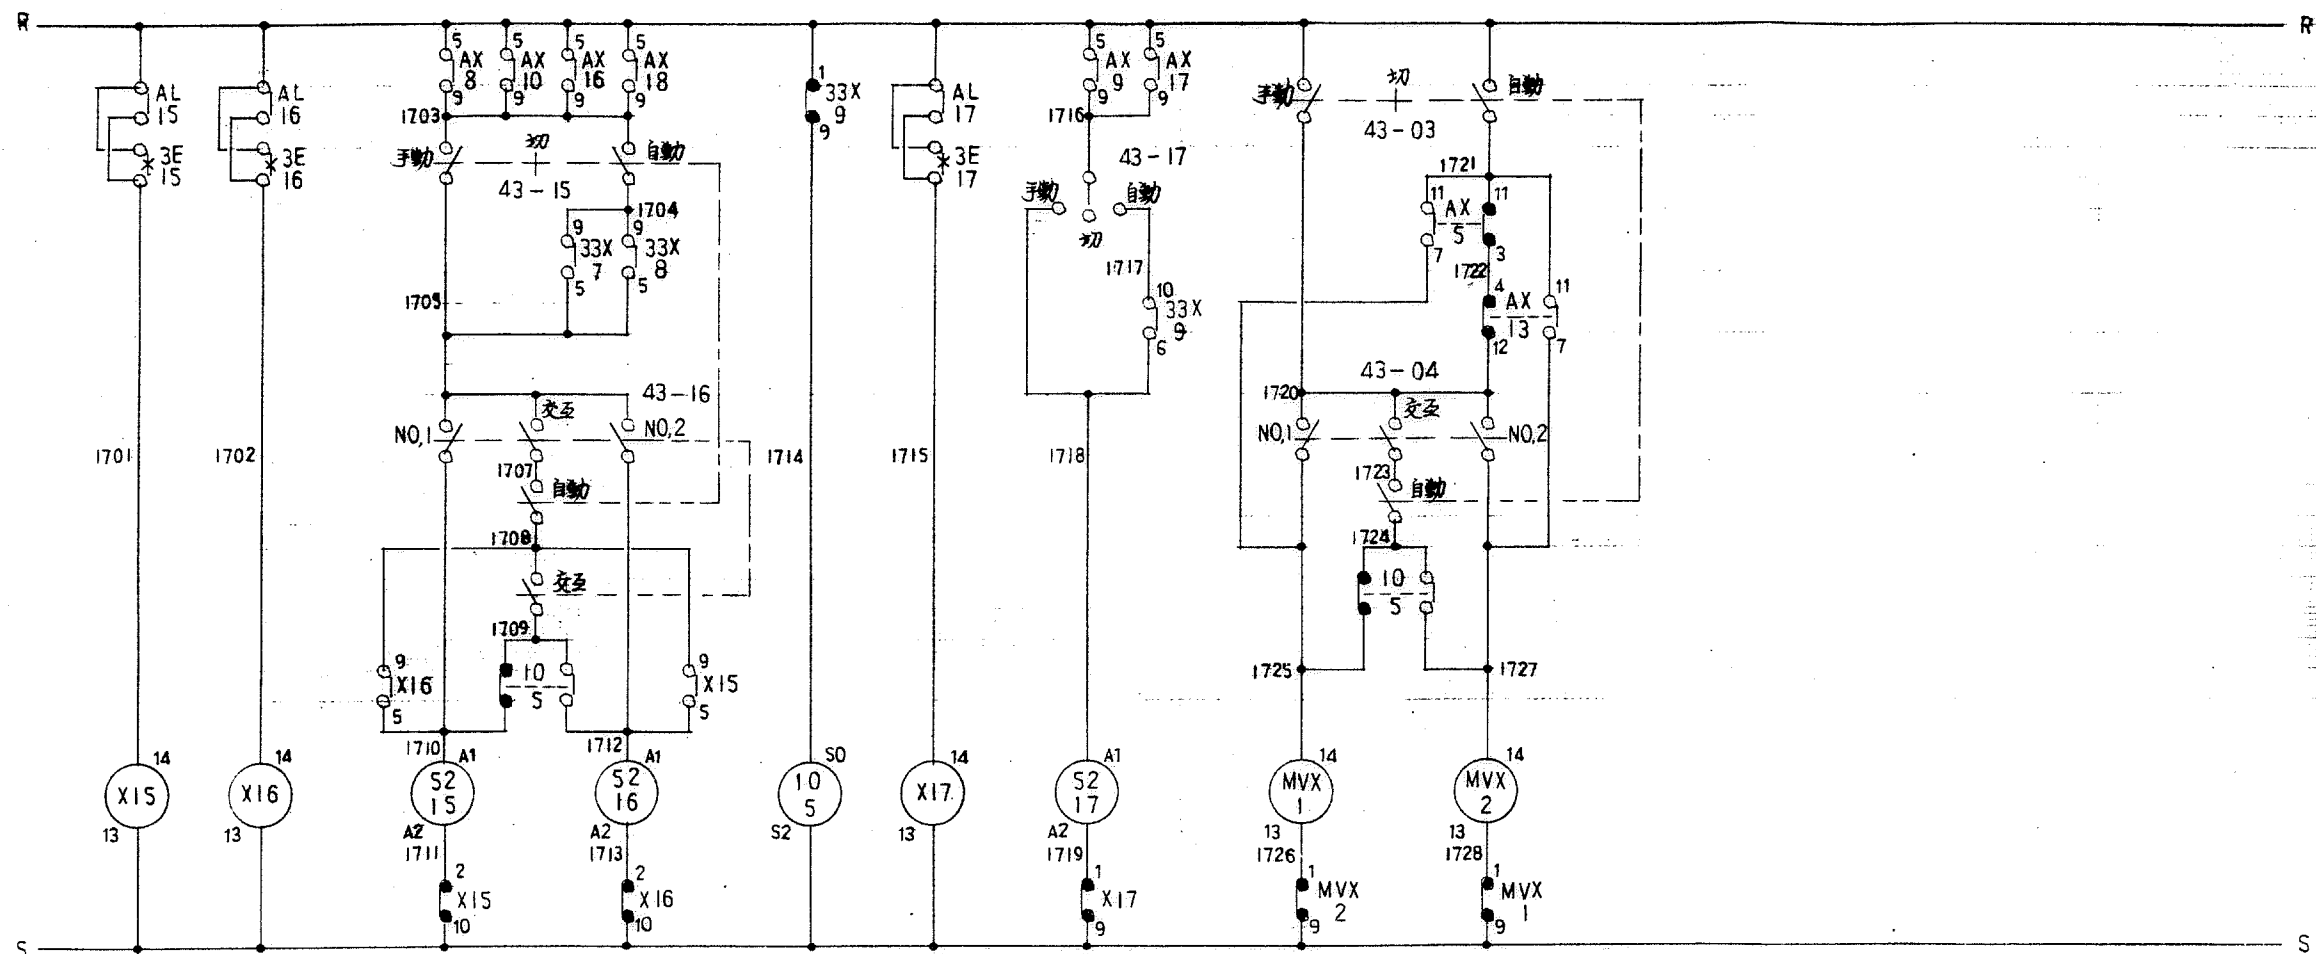 R R
5 5 5 5 1 5 5
AX AX AX AX AX AX
8 10 16 18 9 17
9 9 9 9 9 9
AL AL 33X AL
15 16 9 17
9
3E 3E 3E
15 16 17
手動 切 自動
43-03
1703 1716
手動 切 自動
43-15
43-17
手動 自動
切
1704
9 9
33X 33X
7 8
5 5
1705
1717
10
33X
9
6
1721
11 11
AX
5
7 3
1722
4 11
AX
13
12 7
43-16
交互
NO,1 NO,2
43-04
1720
交互
NO,1 NO,2
1701 1702 1714 1715 1718
1707
自動
1723
自動
1708
1724
交互
10
5
1709
9 9
X16 10 X15
5 5 5
1725 1727
1710 1712
14 14 A1 A1 S0 14 A1 14 14
X15 X16 52 52 10 X17 52 MVX MVX
15 16 5 17 1 2
13 13 A2 A2 S2 13 A2 13 13
1711 1713 1719 1726 1728
2 2 1 1 1
X15 X16 X17 MVX MVX
2 1
10 10 9 9 9
S S